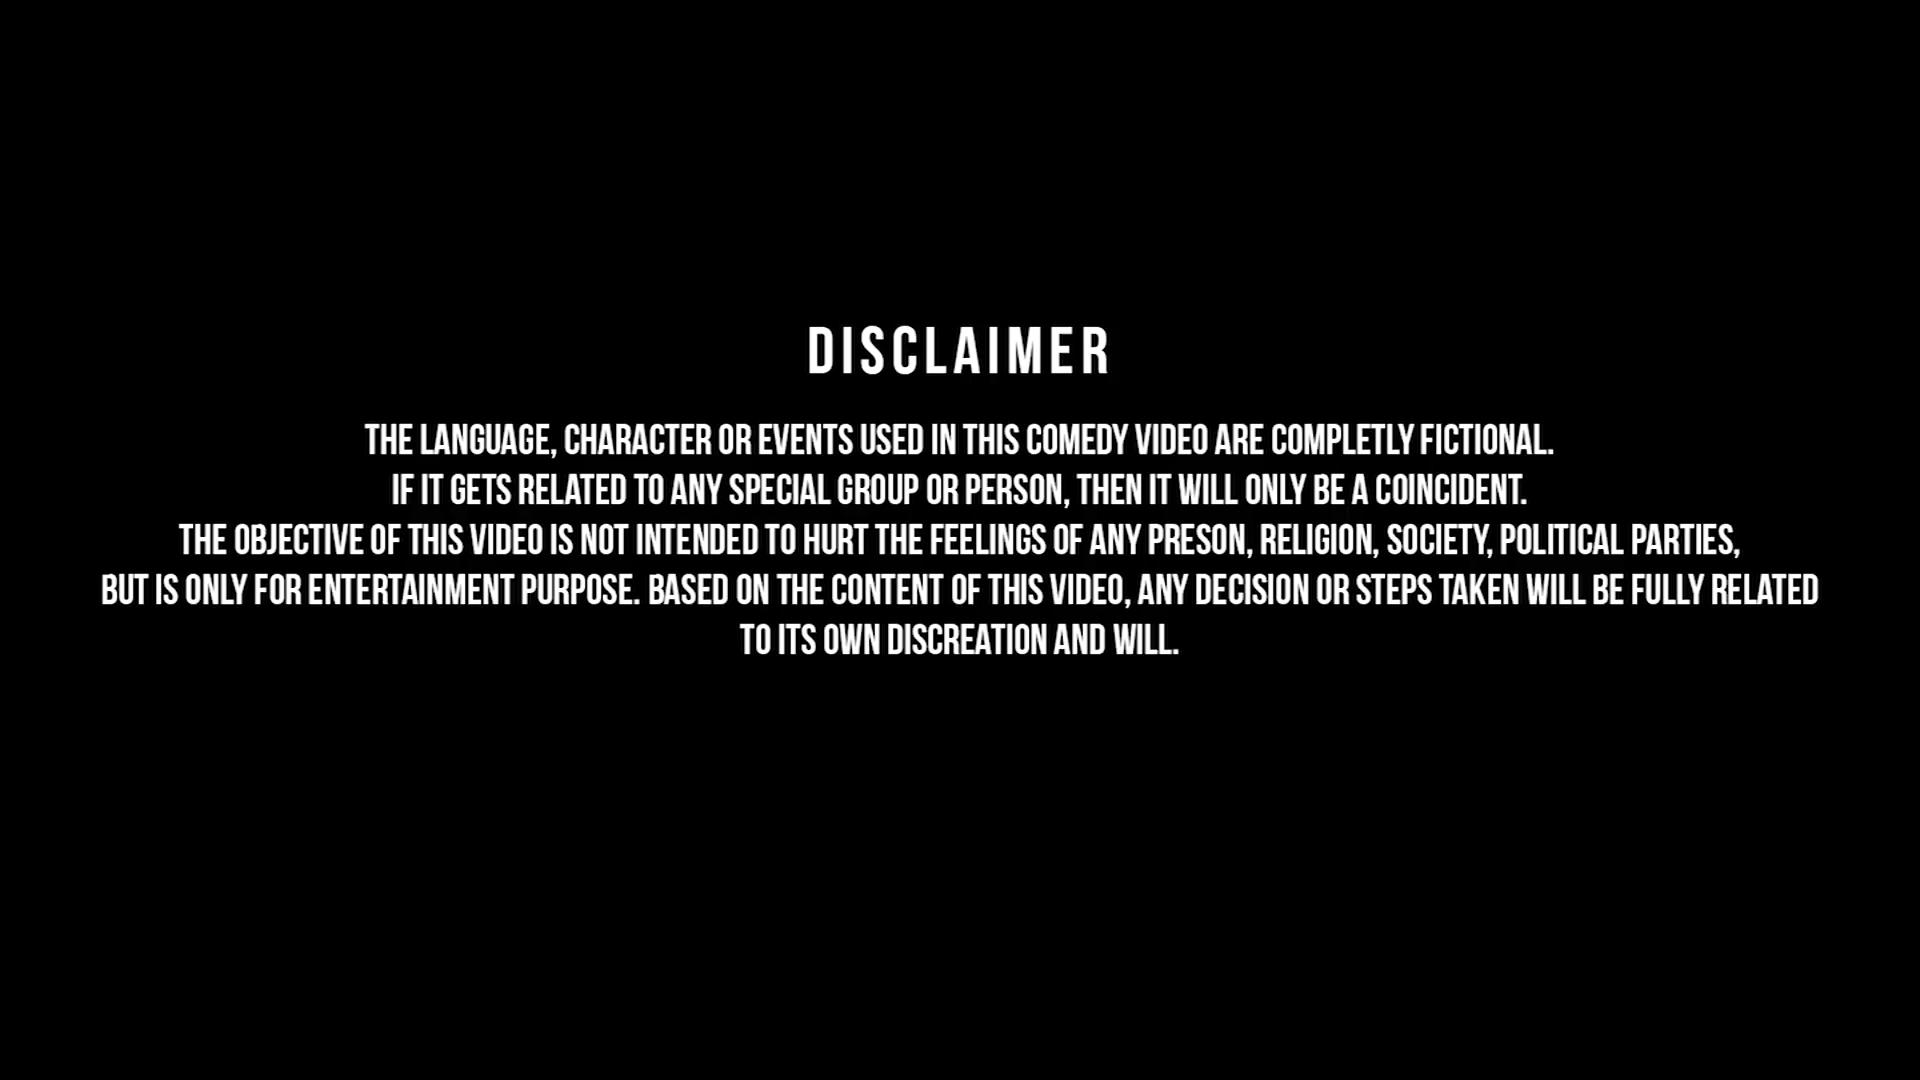 DISCLAIMER
THE LANGUAGE, CHARACTER OR EVENTS USED IN THIS COMEDY VIDEO ARE COMPLETLY FICTIONAL.
IF IT GETS RELATED TO ANY SPECIAL GROUP OR PERSON, THEN IT WILL ONLY BE A COINCIDENT.
THE OBJECTIVE OF THIS VIDEO IS NOT INTENDED TO HURT THE FEELINGS OF ANY PRESON, RELIGION, SOCIETY, POLITICAL PARTIES,
BUT IS ONLY FOR ENTERTAINMENT PURPOSE. BASED ON THE CONTENT OF THIS VIDEO, ANY DECISION OR STEPS TAKEN WILL BE FULLY RELATED
TO ITS OWN DISCREATION AND WILL.